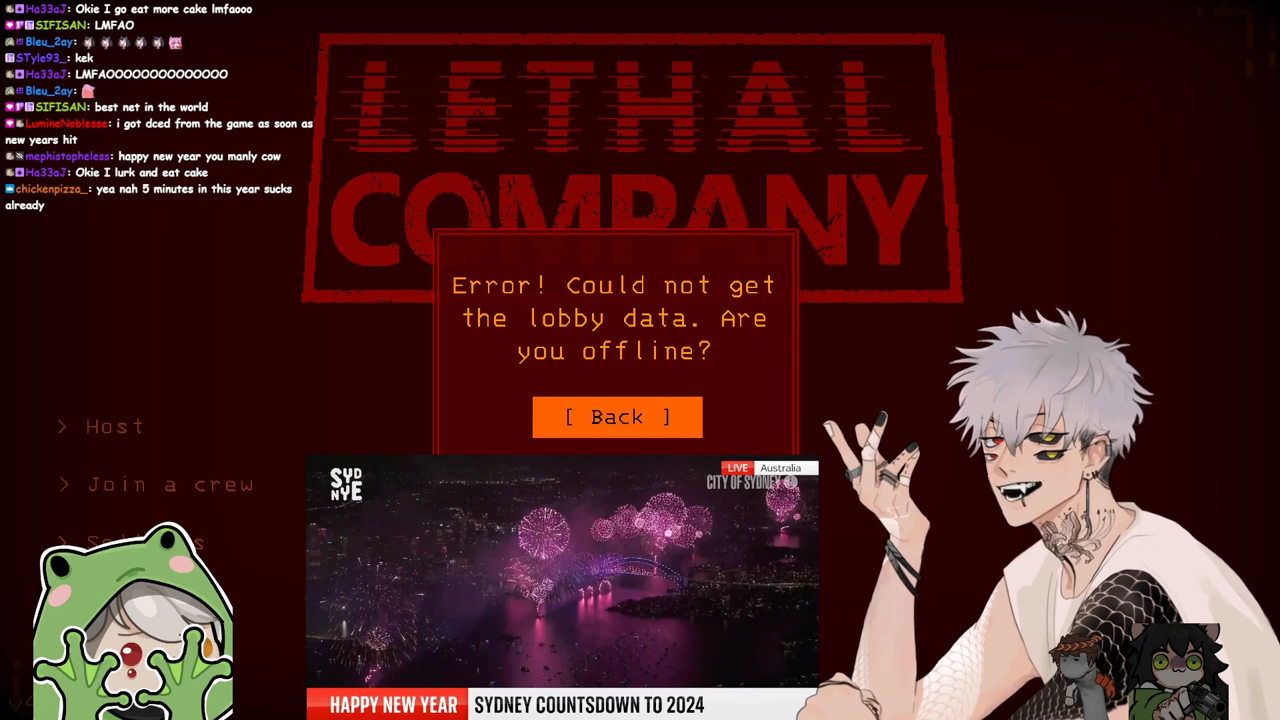 Ha33aJ: Okie I go eat more cake lmfaooo
SIFISAN: LMFAO
Bleu_2ay:
STyle93_: kek
Ha33aJ: LMFAOOOOOOOOOOOOOO
Bleu_2ay:
SIFISAN: best net in the world
LumineNoblesse: i got dced from the game as soon as
new years hit
mephistopheless: happy new year you manly cow
Ha33aJ: Okie I lurk and eat cake
chickenpizza_: yea nah 5 minutes in this year sucks
already
LETHAL
COMPANY
Error! Could not get
the lobby data. Are
you offline?
[ Back ]
> Host
> Join a crew
SYD
NYE
LIVE Australia
CITY OF SYDNEY
HAPPY NEW YEAR SYDNEY COUNTSDOWN TO 2024